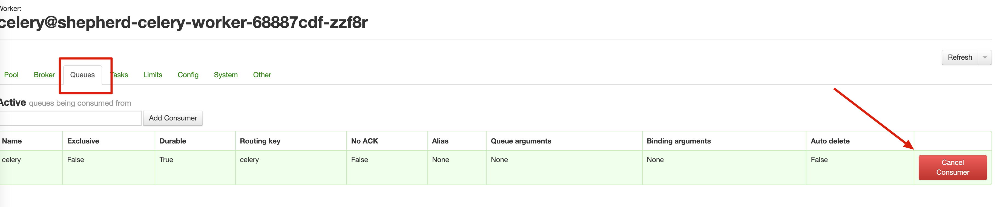 Worker:
celery@shepherd-celery-worker-68887cdf-zzf8r
Refresh
Pool Broker Queues Tasks Limits Config System Other
Active queues being consumed from
Add Consumer
Name Exclusive Durable Routing key No ACK Alias Queue arguments Binding arguments Auto delete
celery False True celery False None None None False Cancel
Consumer